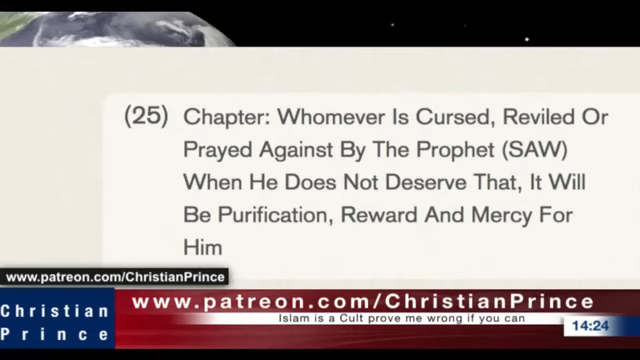 (25) Chapter: Whomever Is Cursed, Reviled Or
Prayed Against By The Prophet (SAW)
When He Does Not Deserve That, It Will
Be Purification, Reward And Mercy For
Him
www.patreon.com/ChristianPrince
Christian
Prince
www.patreon.com/ChristianPrince
Islam is a Cult prove me wrong if you can
14:24